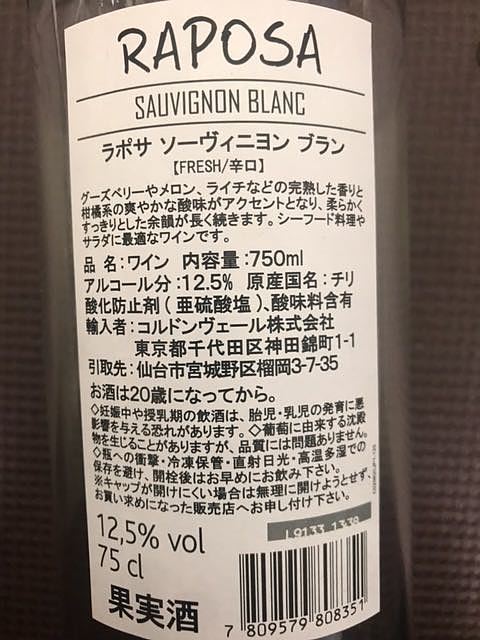 RAPOSA
SAUVIGNON BLANC
ラポサ ソーヴィニヨン ブラン
【FRESH/辛口】
グーズベリーやメロン、ライチなどの完熟した香りと
柑橘系の爽やかな酸味がアクセントとなり、柔らかく
すっきりとした余韻が長く続きます。シーフード料理や
サラダに最適なワインです。
品 名：ワイン 内容量：750ml
アルコール分：12.5% 原産国名：チリ
酸化防止剤（亜硫酸塩）、酸味料含有
輸入者：コルドンヴェール株式会社
東京都千代田区神田錦町1-1
引取先：仙台市宮城野区榴岡3-7-35
お酒は20歳になってから。
◇妊娠中や授乳期の飲酒は、胎児・乳児の発育に悪
影響を与える恐れがあります。◇葡萄に由来する沈殿
物を生じることがありますが、品質には問題ありません。
◇瓶への衝撃・冷凍保管・直射日光・高温多湿での
保存を避け、開栓後はお早めにお飲み下さい。
※キャップが開けにくい場合は無理に開けようとせず、
お買い求めになった販売店へお申し付け下さい。
L9133 1338
12,5% vol
75 cl
果実酒
7 809579 808351